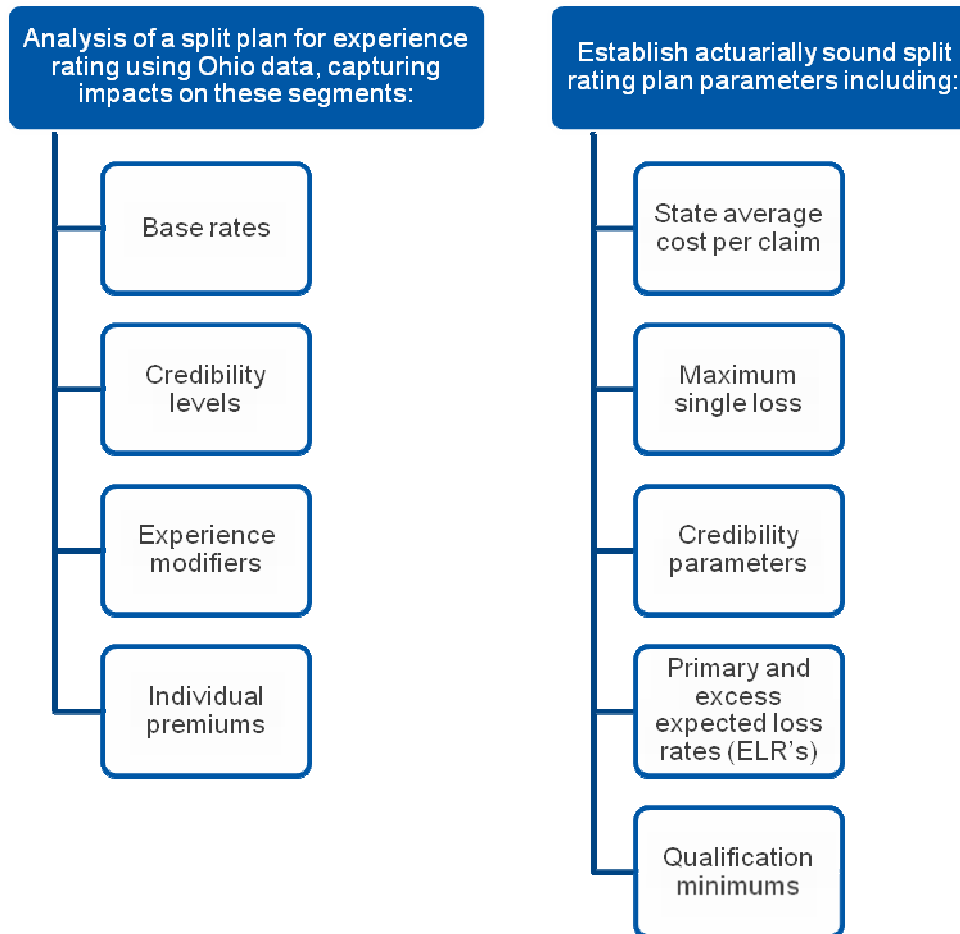 Analysis of a split plan for experience
rating using Ohio data, capturing
impacts on these segments:
Base rates
Credibility
levels
Experience
modifiers
Individual
premiums
Establish actuarially sound split
rating plan parameters including:
State average
cost per claim
Maximum
single loss
Credibility
parameters
Primary and
excess
expected loss
rates (ELR's)
Qualification
minimums